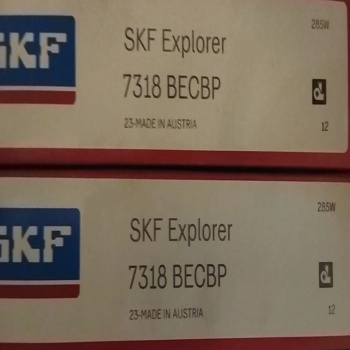 285W
SKF SKF Explorer
7318 BECBP
23-MADE IN AUSTRIA
12
285W
SKF SKF Explorer
7318 BECBP
23-MADE IN AUSTRIA
12